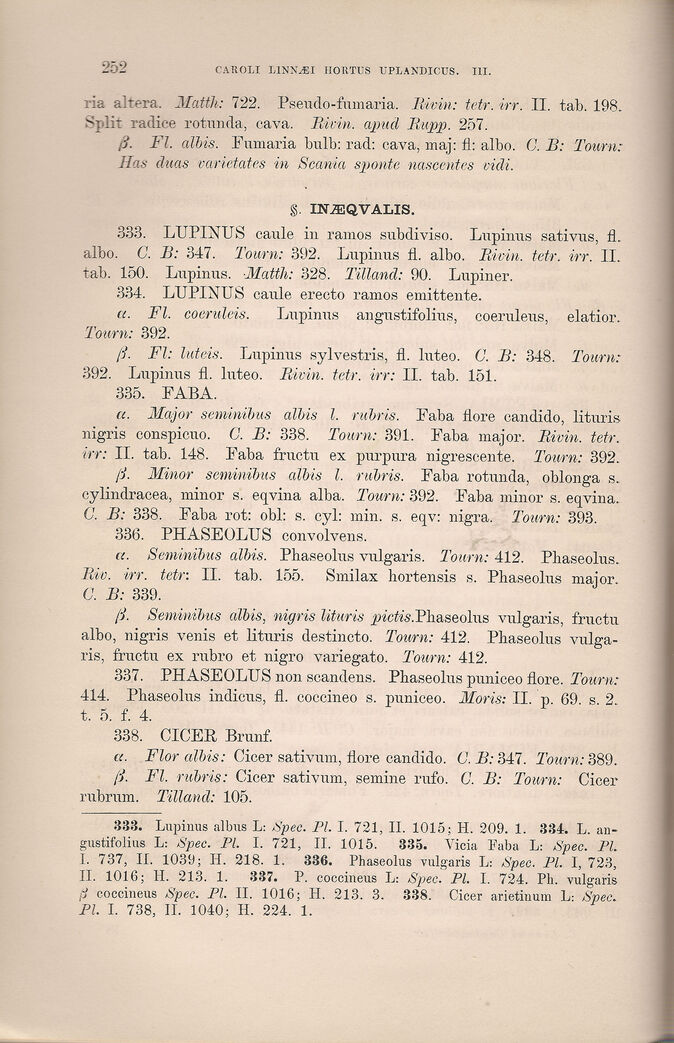 252 CAROLI LINNÆI HORTUS UPLANDICUS. III.
ria altera. Matth: 722. Pseudo-fumaria. Rivin: tetr. irr. II. tab. 198.
Split radice rotunda, cava. Rivin. apud Rupp. 257.
β. Fl. albis. Fumaria bulb: rad: cava, maj: fl: albo. C. B: Tourn:
Has duas varietates in Scania sponte nascentes vidi.
§. INÆQVALIS.
333. LUPINUS caule in ramos subdiviso. Lupinus sativus, fl.
albo. C. B: 347. Tourn: 392. Lupinus fl. albo. Rivin. tetr. irr. II.
tab. 150. Lupinus. Matth: 328. Tilland: 90. Lupiner.
334. LUPINUS caule erecto ramos emittente.
α. Fl. coeruleis. Lupinus angustifolius, coeruleus, elatior.
Tourn: 392.
β. Fl: luteis. Lupinus sylvestris, fl. luteo. C. B: 348. Tourn:
392. Lupinus fl. luteo. Rivin. tetr. irr: II. tab. 151.
335. FABA.
α. Major seminibus albis l. rubris. Faba flore candido, lituris
nigris conspicuo. C. B: 338. Tourn: 391. Faba major. Rivin. tetr.
irr: II. tab. 148. Faba fructu ex purpura nigrescente. Tourn: 392.
β. Minor seminibus albis l. rubris. Faba rotunda, oblonga s.
cylindracea, minor s. eqvina alba. Tourn: 392. Faba minor s. eqvina.
C. B: 338. Faba rot: obl: s. cyl: min. s. eqv: nigra. Tourn: 393.
336. PHASEOLUS convolvens.
α. Seminibus albis. Phaseolus vulgaris. Tourn: 412. Phaseolus.
Riv. irr. tetr: II. tab. 155. Smilax hortensis s. Phaseolus major.
C. B: 339.
β. Seminibus albis, nigris lituris pictis.Phaseolus vulgaris, fructu
albo, nigris venis et lituris destincto. Tourn: 412. Phaseolus vulga-
ris, fructu ex rubro et nigro variegato. Tourn: 412.
337. PHASEOLUS non scandens. Phaseolus puniceo flore. Tourn:
414. Phaseolus indicus, fl. coccineo s. puniceo. Moris: II. p. 69. s. 2.
t. 5. f. 4.
338. CICER Brunf.
α. Flor albis: Cicer sativum, flore candido. C. B: 347. Tourn: 389.
β. Fl. rubris: Cicer sativum, semine rufo. C. B: Tourn: Cicer
rubrum. Tilland: 105.
333. Lupinus albus L: Spec. Pl. I. 721, II. 1015; H. 209. 1. 334. L. an-
gustifolius L: Spec. Pl. I. 721, II. 1015. 335. Vicia Faba L: Spec. Pl.
I. 737, II. 1039; H. 218. 1. 336. Phaseolus vulgaris L: Spec. Pl. I, 723,
II. 1016; H. 213. 1. 337. P. coccineus L: Spec. Pl. I. 724. Ph. vulgaris
β coccineus Spec. Pl. II. 1016; H. 213. 3. 338. Cicer arietinum L: Spec.
Pl. I. 738, II. 1040; H. 224. 1.